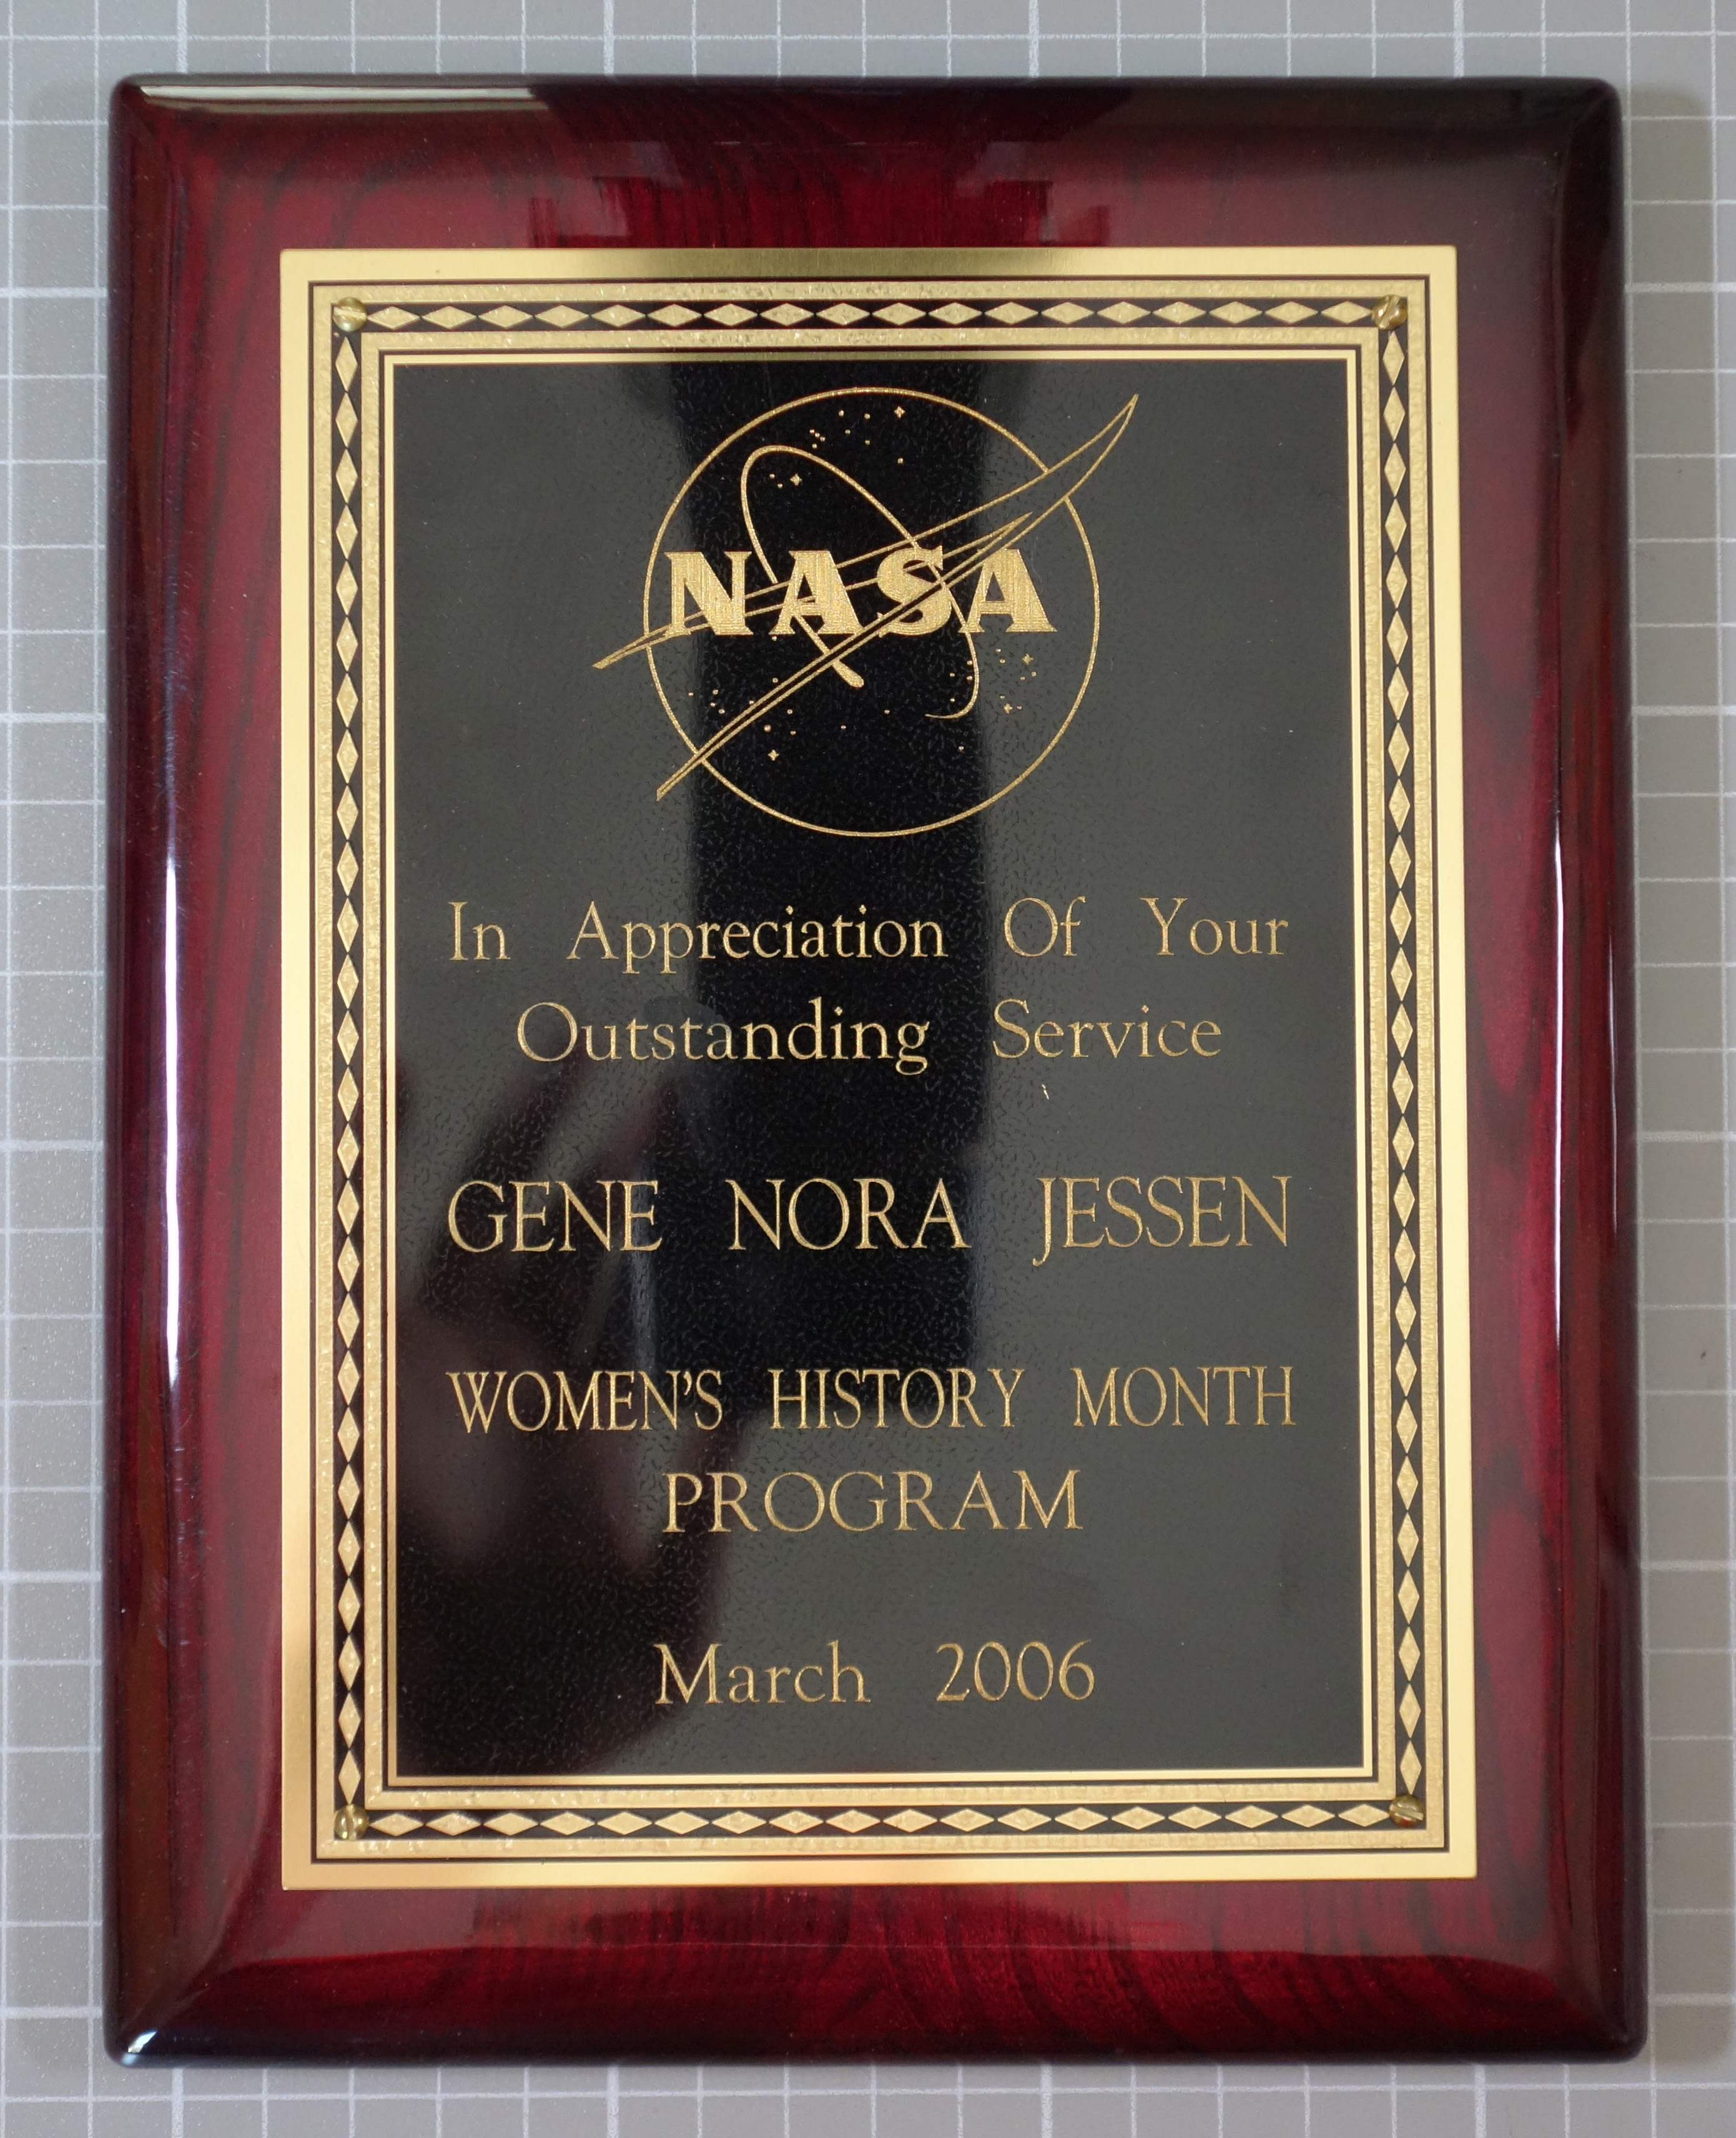 NASA
In Appreciation Of Your
Outstanding Service
GENE NORA JESSEN
WOMEN'S HISTORY MONTH
PROGRAM
March 2006